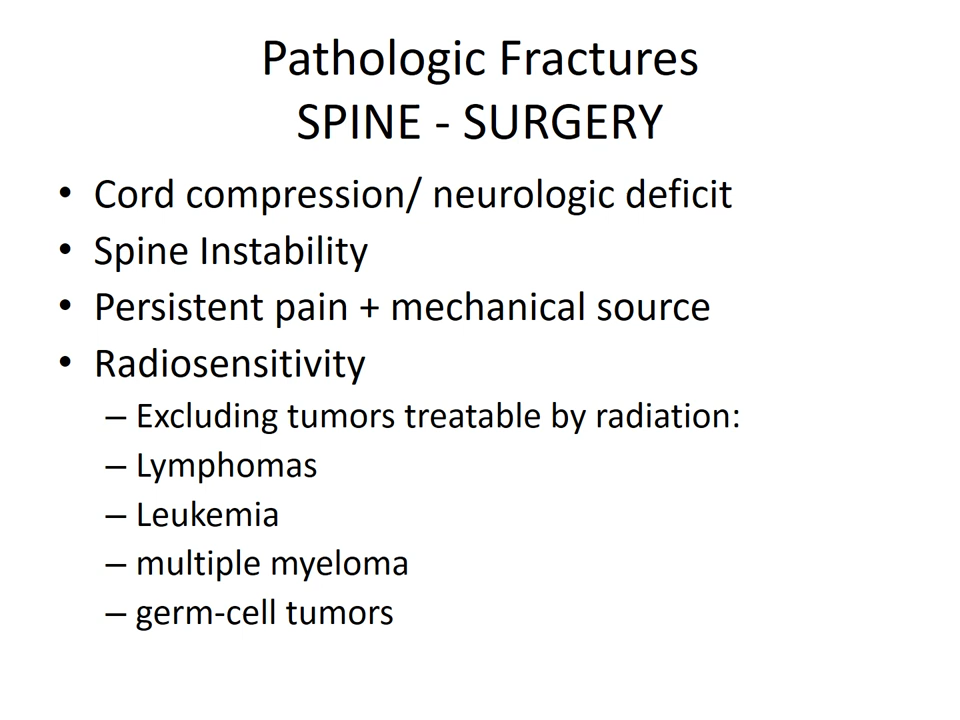 Pathologic Fractures
SPINE - SURGERY
• Cord compression/ neurologic deficit
• Spine Instability
• Persistent pain + mechanical source
• Radiosensitivity
– Excluding tumors treatable by radiation:
– Lymphomas
– Leukemia
– multiple myeloma
– germ-cell tumors